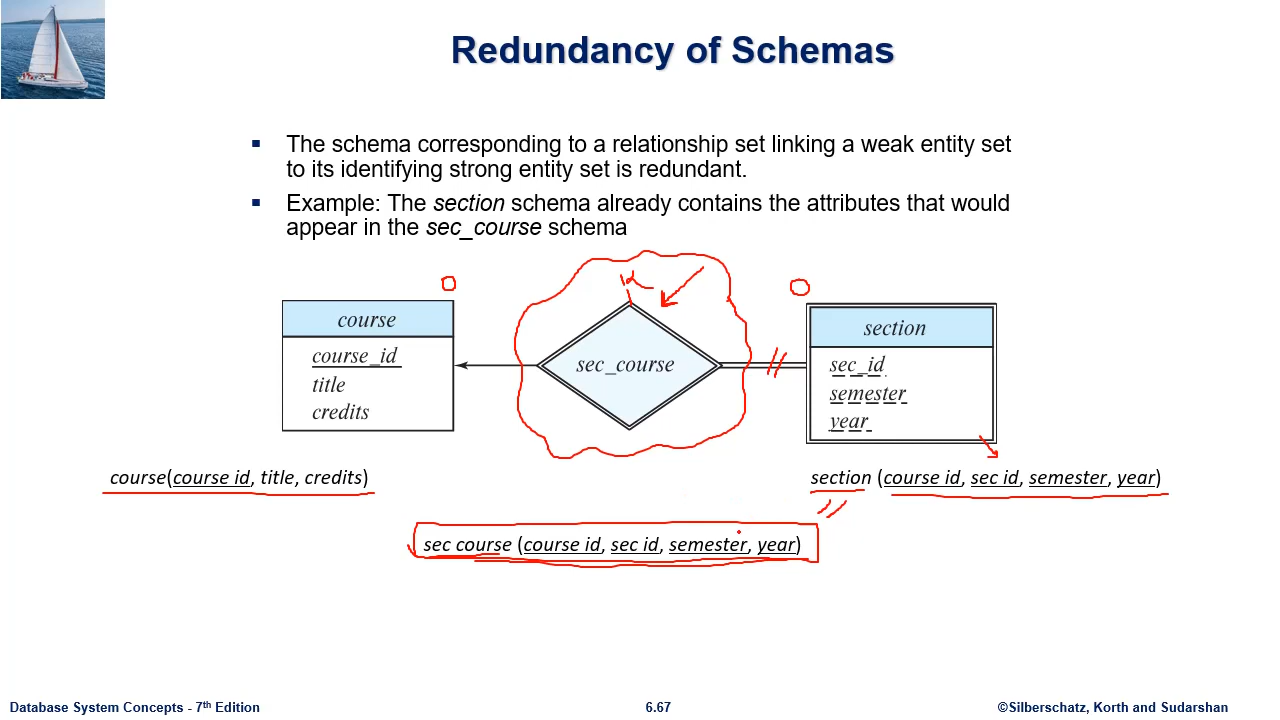 Redundancy of Schemas
The schema corresponding to a relationship set linking a weak entity set
to its identifying strong entity set is redundant.
Example: The section schema already contains the attributes that would
appear in the sec_course schema
course
course_id
title
credits
sec_course
section
sec_id
semester
year
course(course id, title, credits)
section (course id, sec id, semester, year)
sec course (course id, sec id, semester, year)
Database System Concepts - 7th Edition
6.67
©Silberschatz, Korth and Sudarshan